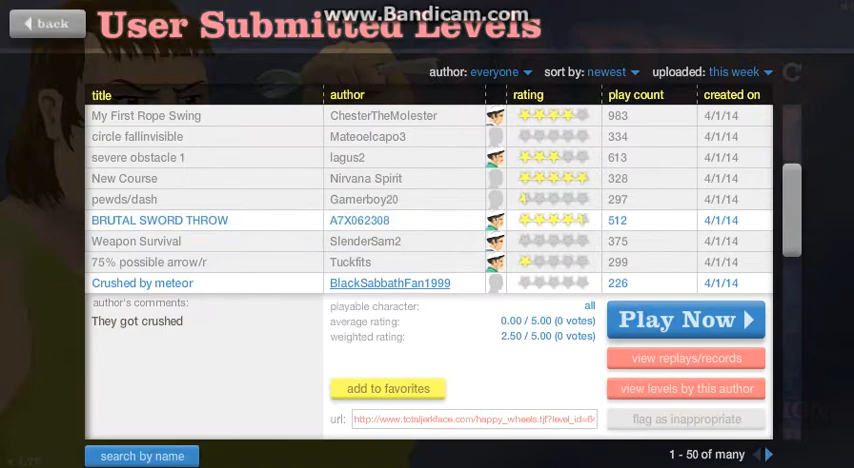 www.Bandicam.com
back
User Submitted Levels
author: everyone sort by: newest uploaded: this week
title author rating play count created on
My First Rope Swing ChesterTheMolester 983 4/1/14
circle fallinvisible Mateoelcapo3 334 4/1/14
severe obstacle 1 lagus2 613 4/1/14
New Course Nirvana Spirit 328 4/1/14
pewds/dash Gamerboy20 297 4/1/14
BRUTAL SWORD THROW A7X062308 512 4/1/14
Weapon Survival SlenderSam2 375 4/1/14
75% possible arrow/r Tuckfits 299 4/1/14
Crushed by meteor BlackSabbathFan1999 226 4/1/14
author's comments:
They got crushed
playable character: all
average rating: 0.00 / 5.00 (0 votes)
weighted rating: 2.50 / 5.00 (0 votes)
Play Now
view replays/records
add to favorites
view levels by this author
url: http://www.totaljerkface.com/happy_wheels.tjf?level_id=6
flag as inappropriate
search by name
1 - 50 of many